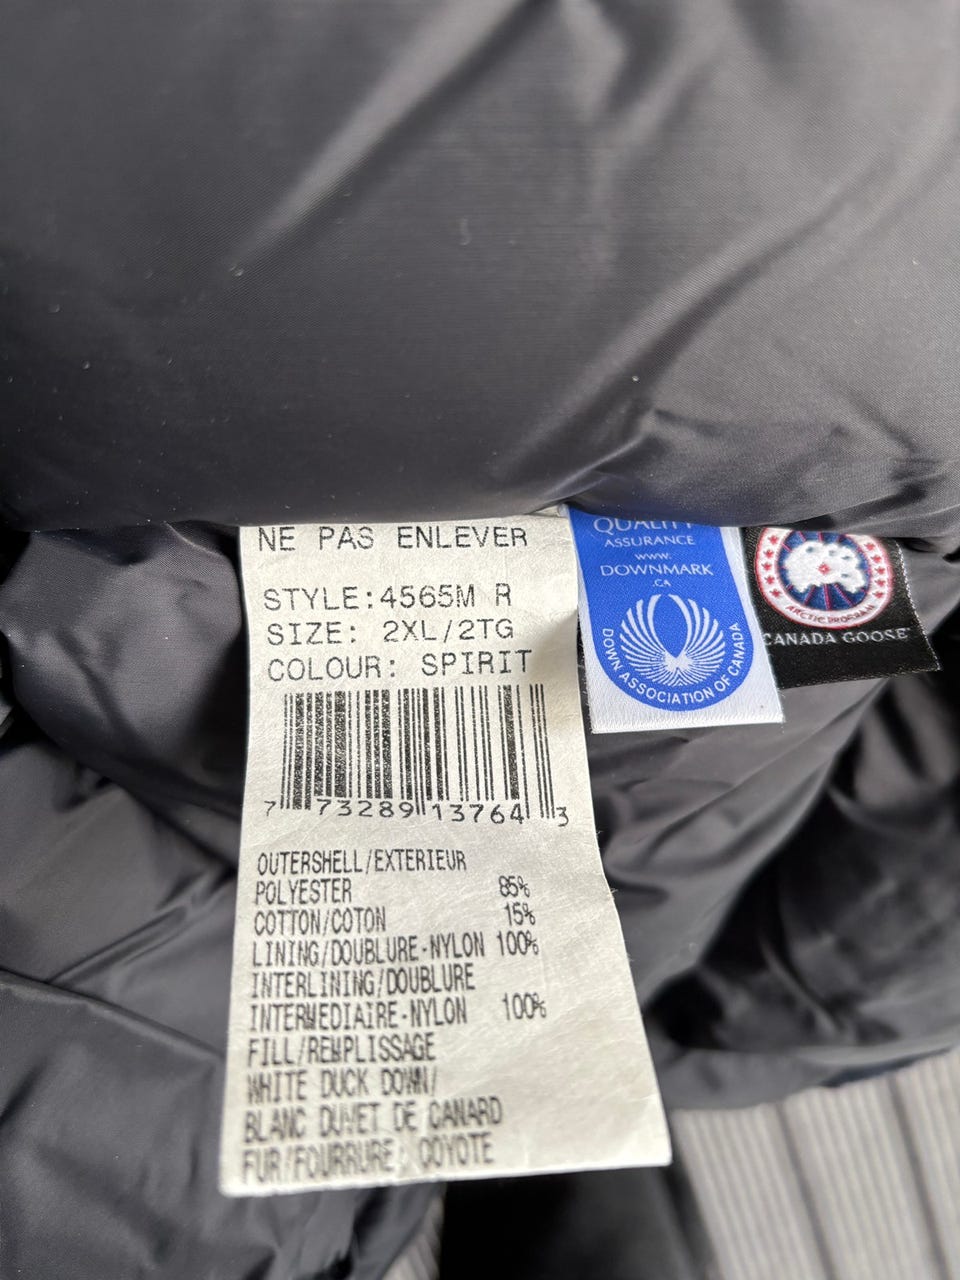 NE PAS ENLEVER
STYLE:4565M R
SIZE: 2XL/2TG
COLOUR: SPIRIT
7 73289 13764 3
OUTERSHELL/EXTERIEUR
POLYESTER 85%
COTTON/COTON 15%
LINING/DOUBLURE-NYLON 100%
INTERLINING/DOUBLURE
INTERMEDIAIRE-NYLON 100%
FILL/REMPLISSAGE
WHITE DUCK DOWN/
BLANC DUVET DE CANARD
FUR/FOURRURE: COYOTE
QUALITY
ASSURANCE
www.
DOWNMARK
.CA
DOWN ASSOCIATION OF CANADA
ARCTIC PROGRAM
CANADA GOOSE